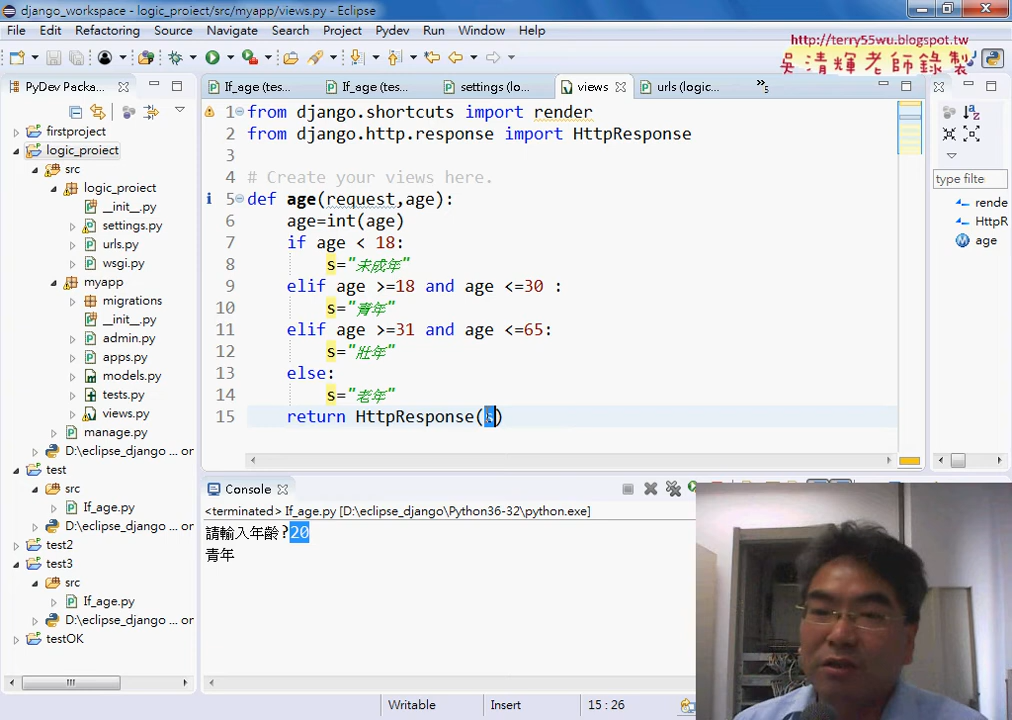 django_workspace - logic_proiect/src/myapp/views.py - Eclipse
File Edit Refactoring Source Navigate Search Project Pydev Run Window Help
http://terry55wu.blogspot.tw
吳清輝老師錄製
PyDev Packa...
If_age (tes...
If_age (tes...
settings (lo...
views
urls (logic...
»5
firstproject
logic_proiect
src
logic_proiect
__init__.py
settings.py
urls.py
wsgi.py
myapp
migrations
__init__.py
admin.py
apps.py
models.py
tests.py
views.py
manage.py
D:\eclipse_django ... or
test
src
If_age.py
D:\eclipse_django ... or
test2
test3
src
If_age.py
D:\eclipse_django ... or
testOK
1 from django.shortcuts import render
2 from django.http.response import HttpResponse
3
4 # Create your views here.
5 def age(request,age):
6 age=int(age)
7 if age < 18:
8 s="未成年"
9 elif age >=18 and age <=30 :
10 s="青年"
11 elif age >=31 and age <=65:
12 s="壯年"
13 else:
14 s="老年"
15 return HttpResponse(s)
type filte
rende
HttpR
age
Console
<terminated> If_age.py [D:\eclipse_django\Python36-32\python.exe]
請輸入年齡?20
青年
Writable Insert 15 : 26